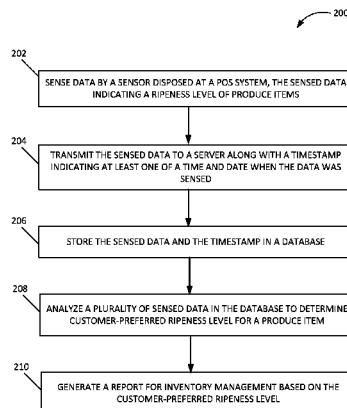 200
202
SENSE DATA BY A SENSOR DISPOSED AT A POS SYSTEM, THE SENSED DATA
INDICATING A RIPENESS LEVEL OF PRODUCE ITEMS
204
TRANSMIT THE SENSED DATA TO A SERVER ALONG WITH A TIMESTAMP
INDICATING AT LEAST ONE OF A TIME AND DATE WHEN THE DATA WAS
SENSED
206
STORE THE SENSED DATA AND THE TIMESTAMP IN A DATABASE
208
ANALYZE A PLURALITY OF SENSED DATA IN THE DATABASE TO DETERMINE
CUSTOMER-PREFERRED RIPENESS LEVEL FOR A PRODUCE ITEM
210
GENERATE A REPORT FOR INVENTORY MANAGEMENT BASED ON THE
CUSTOMER-PREFERRED RIPENESS LEVEL